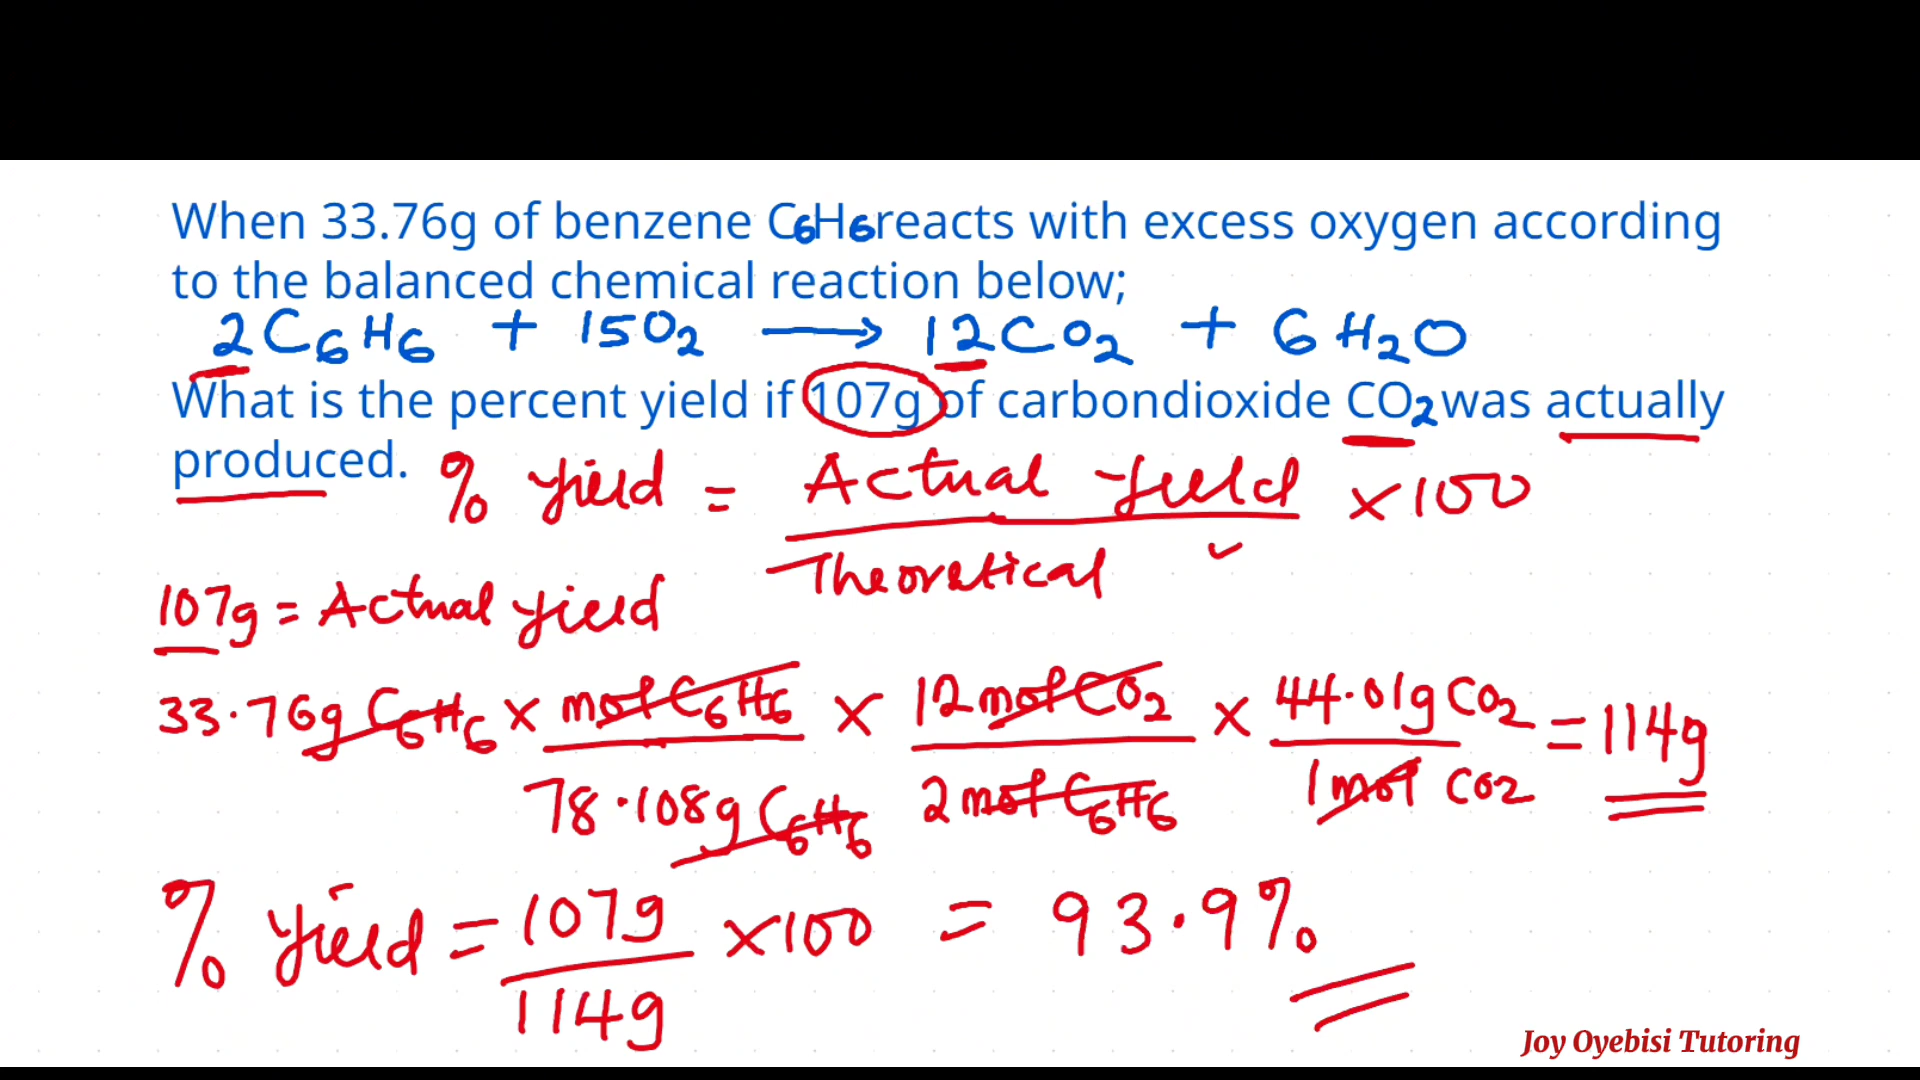 When 33.76g of benzene C6H6 reacts with excess oxygen according
to the balanced chemical reaction below;
2C6H6 + 15O2 → 12CO2 + 6H2O
What is the percent yield if 107g of carbondioxide CO2 was actually
produced.
% yield = Actual yield / Theoretical × 100
107g = Actual yield
33.76g C6H6 × mol C6H6 / 78.108g C6H6 × 12 mol CO2 / 2 mol C6H6 × 44.01g CO2 / 1 mol CO2 = 114g
% yield = 107g / 114g × 100 = 93.9%
Joy Oyebisi Tutoring